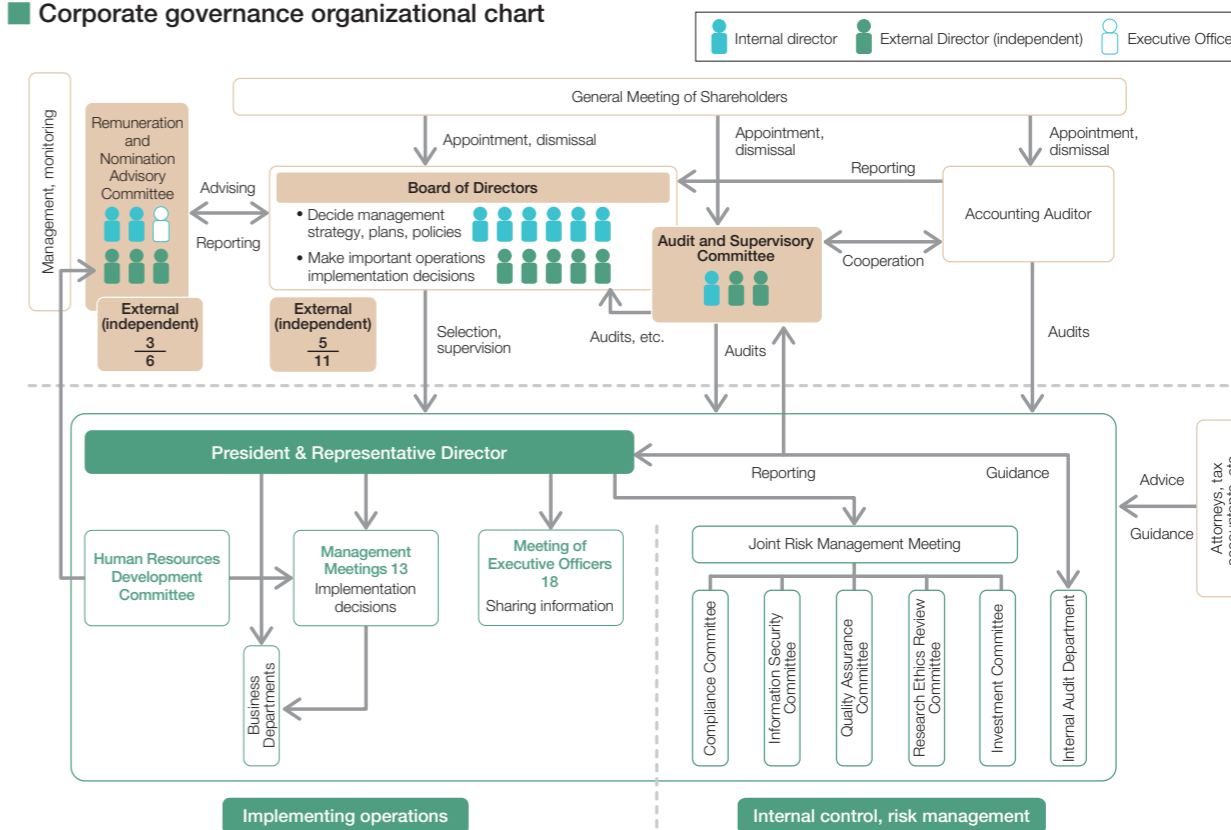 Corporate governance organizational chart
Internal director
External Director (independent)
Executive Office
General Meeting of Shareholders
Management, monitoring
Remuneration
and
Nomination
Advisory
Committee
Appointment, dismissal
Appointment,
dismissal
Appointment,
dismissal
Advising
Reporting
Board of Directors
• Decide management
strategy, plans, policies
• Make important operations
implementation decisions
Reporting
Audit and Supervisory
Committee
Cooperation
Accounting Auditor
External
(independent)
3
6
External
(independent)
5
11
Selection,
supervision
Audits, etc.
Audits
Audits
President & Representative Director
Reporting
Guidance
Advice
Guidance
Attorneys, tax
accountants, etc.
Human Resources
Development
Committee
Management
Meetings 13
Implementation
decisions
Meeting of
Executive Officers
18
Sharing information
Business
Departments
Joint Risk Management Meeting
Compliance Committee
Information Security
Committee
Quality Assurance
Committee
Research Ethics Review
Committee
Investment Committee
Internal Audit Department
Implementing operations
Internal control, risk management